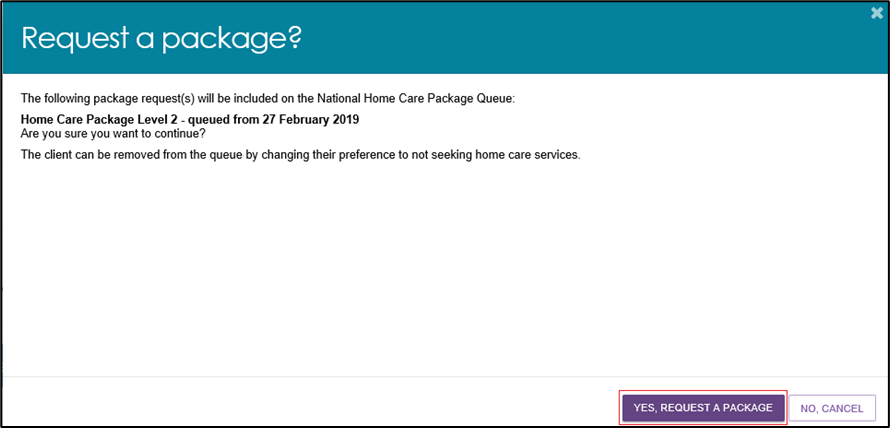 Request a package?
The following package request(s) will be included on the National Home Care Package Queue:
Home Care Package Level 2 - queued from 27 February 2019
Are you sure you want to continue?
The client can be removed from the queue by changing their preference to not seeking home care services.
YES, REQUEST A PACKAGE
NO, CANCEL